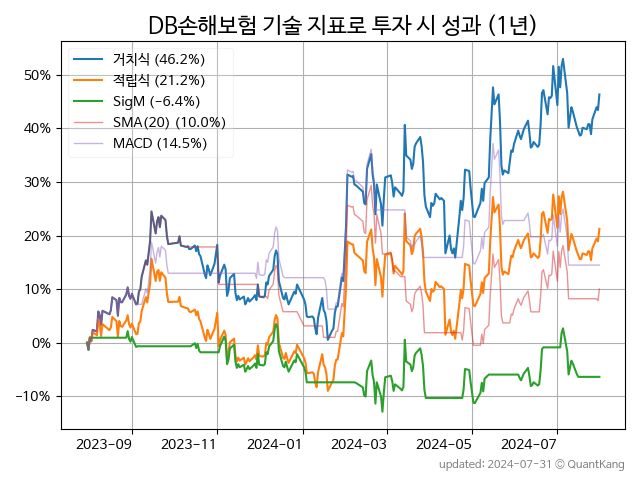 DB손해보험 기술 지표로 투자 시 성과 (1년)
거치식 (46.2%)
적립식 (21.2%)
SigM (−6.4%)
SMA(20) (10.0%)
MACD (14.5%)
50%
40%
30%
20%
10%
0%
−10%
2023-09
2023-11
2024-01
2024-03
2024-05
2024-07
updated: 2024-07-31 © QuantKang